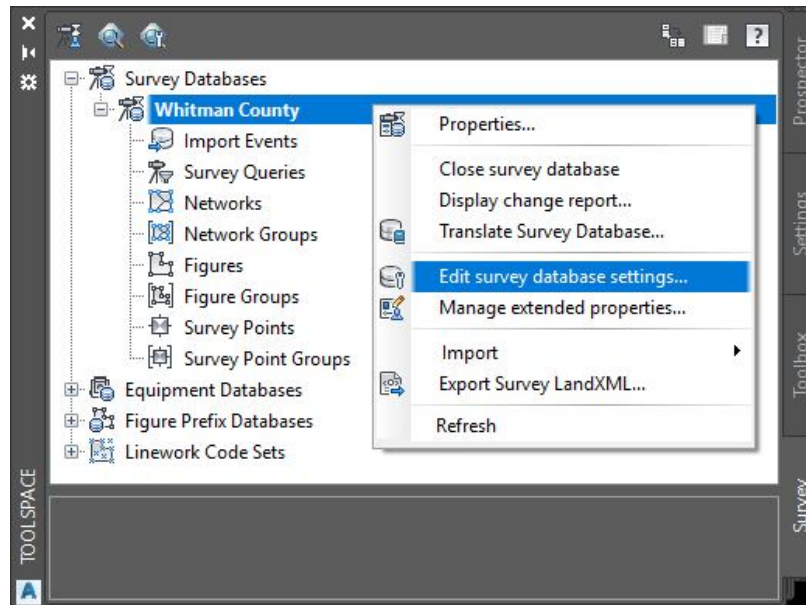 Survey Databases
Whitman County
Import Events
Survey Queries
Networks
Network Groups
Figures
Figure Groups
Survey Points
Survey Point Groups
Equipment Databases
Figure Prefix Databases
Linework Code Sets
Properties...
Close survey database
Display change report...
Translate Survey Database...
Edit survey database settings...
Manage extended properties...
Import
Export Survey LandXML...
Refresh
Prospector
Settings
Toolbox
Survey
TOOLSPACE
A
?